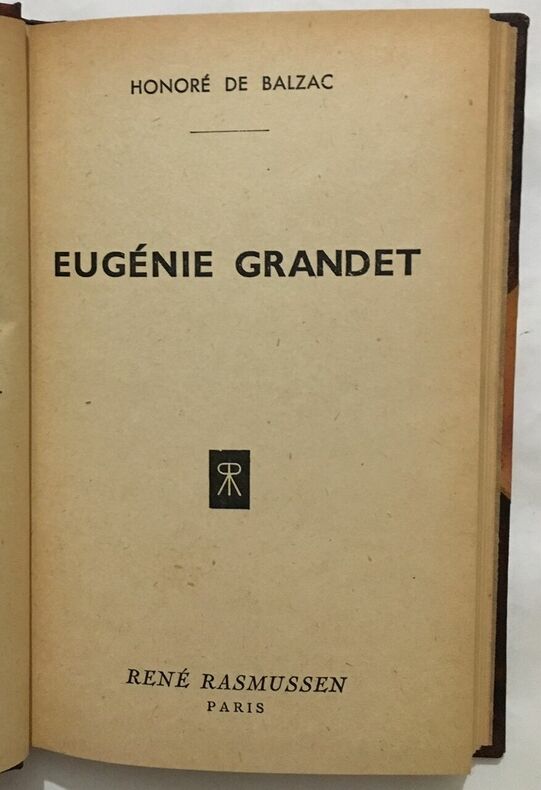 HONORÉ DE BALZAC
EUGÉNIE GRANDET
RENÉ RASMUSSEN
PARIS